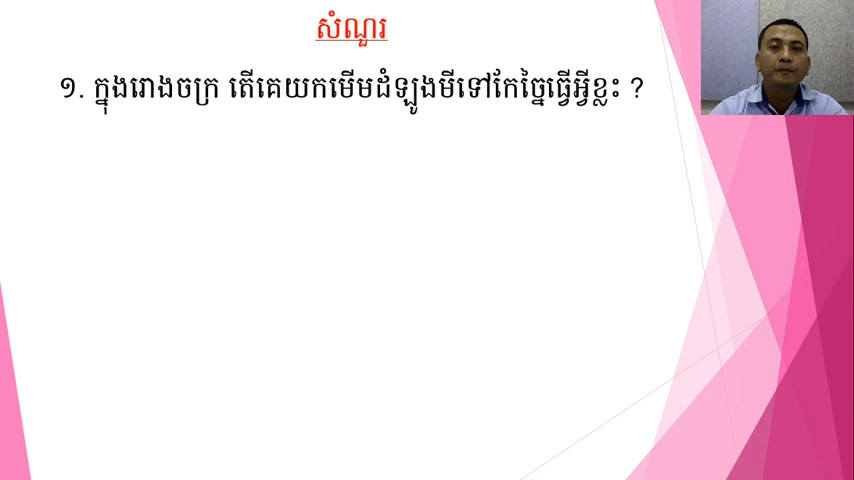 សំណួរ
១. ក្នុងរោងចក្រ តើគេយកមើមដំឡូងមីទៅកែច្នៃធ្វើអ្វីខ្លះ ?